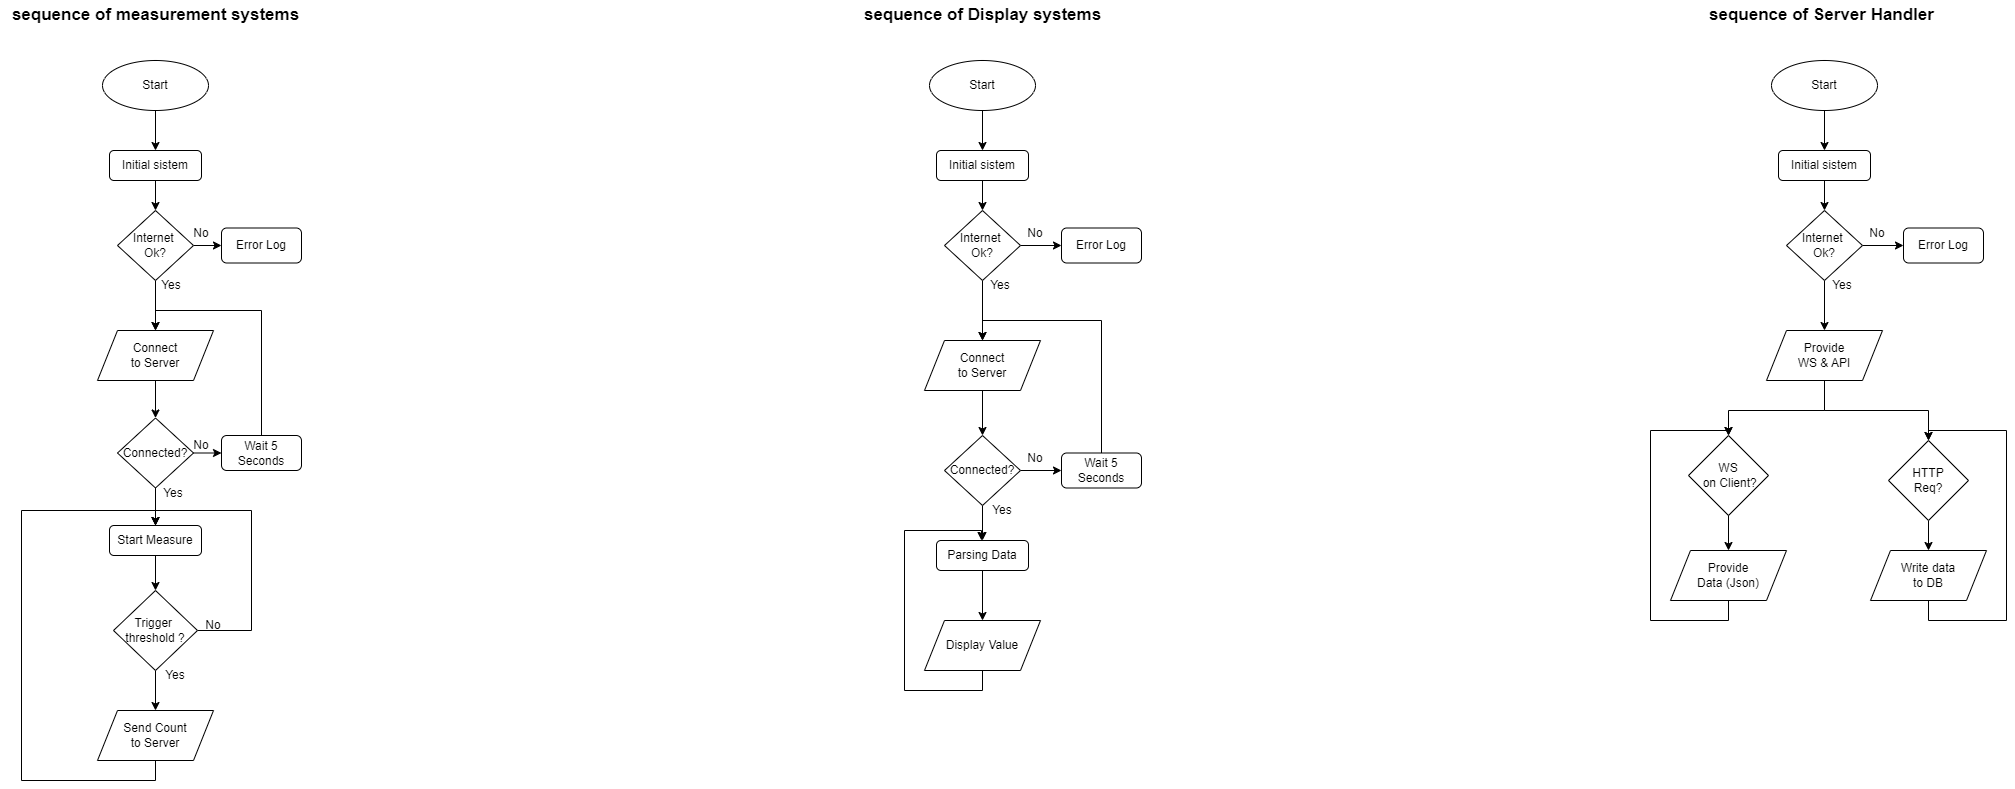 sequence of measurement systems
Start
Initial sistem
Internet
Ok?
No
Error Log
Yes
Connect
to Server
Connected?
No
Wait 5
Seconds
Yes
Start Measure
Trigger
threshold ?
No
Yes
Send Count
to Server
sequence of Display systems
Start
Initial sistem
Internet
Ok?
No
Error Log
Yes
Connect
to Server
Connected?
No
Wait 5
Seconds
Yes
Parsing Data
Display Value
sequence of Server Handler
Start
Initial sistem
Internet
Ok?
No
Error Log
Yes
Provide
WS & API
WS
on Client?
Provide
Data (Json)
HTTP
Req?
Write data
to DB